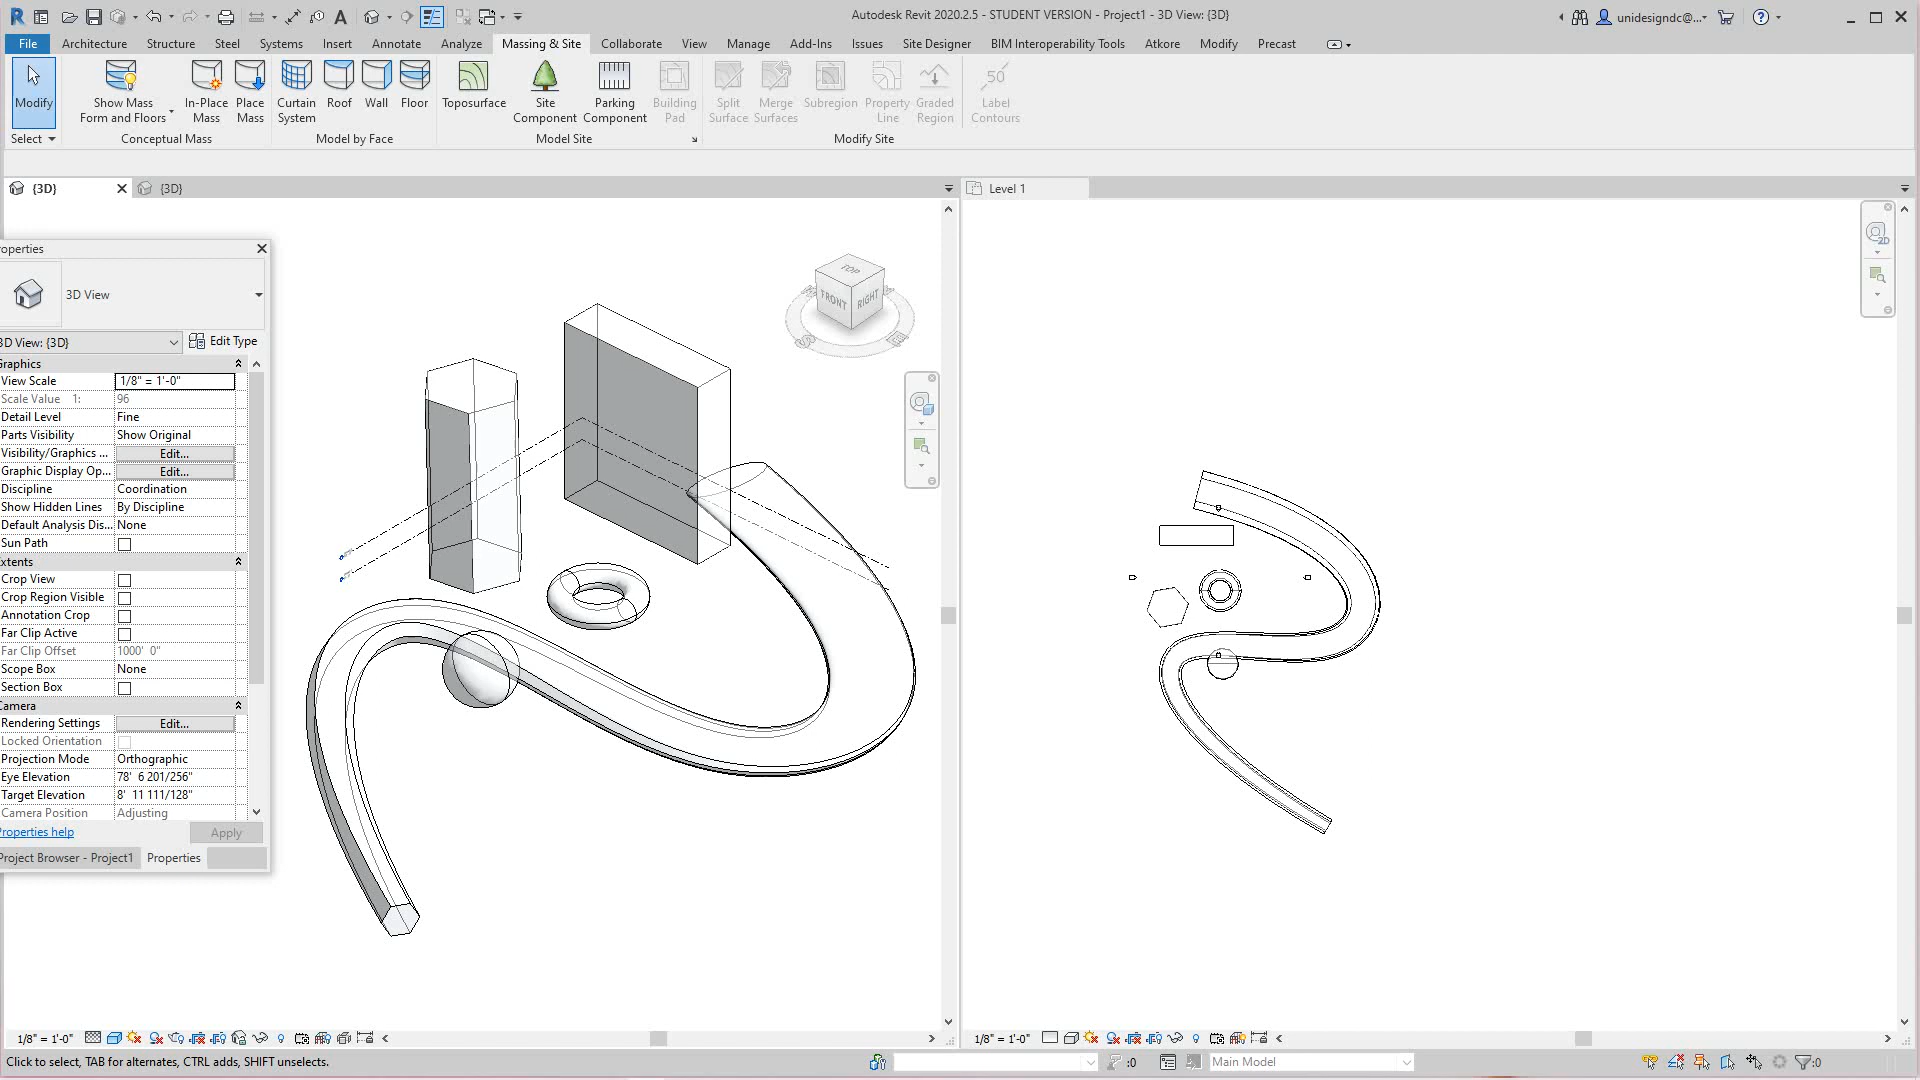 Autodesk Revit 2020.2.5 - STUDENT VERSION - Project1 - 3D View: {3D}
unidesigndc@...
File Architecture Structure Steel Systems Insert Annotate Analyze Massing & Site Collaborate View Manage Add-Ins Issues Site Designer BIM Interoperability Tools Atkore Modify Precast
Modify
Show Mass Form and Floors
In-Place Mass
Place Mass
Curtain System
Roof
Wall
Floor
Toposurface
Site Component
Parking Component
Building Pad
Split Surface
Merge Surfaces
Subregion
Property Line
Graded Region
50
Label Contours
Select
Conceptual Mass
Model by Face
Model Site
Modify Site
{3D}
{3D}
Level 1
operties
3D View
3D View: {3D}
Edit Type
Graphics
View Scale 1/8" = 1'-0"
Scale Value 1: 96
Detail Level Fine
Parts Visibility Show Original
Visibility/Graphics ... Edit...
Graphic Display Op... Edit...
Discipline Coordination
Show Hidden Lines By Discipline
Default Analysis Dis... None
Sun Path
Extents
Crop View
Crop Region Visible
Annotation Crop
Far Clip Active
Far Clip Offset 1000' 0"
Scope Box None
Section Box
Camera
Rendering Settings Edit...
Locked Orientation
Projection Mode Orthographic
Eye Elevation 78' 6 201/256"
Target Elevation 8' 11 111/128"
Camera Position Adjusting
Properties help
Apply
Project Browser - Project1
Properties
TOP
FRONT
RIGHT
S
E
2D
1/8" = 1'-0"
1/8" = 1'-0"
Click to select, TAB for alternates, CTRL adds, SHIFT unselects.
:0
Main Model
:0